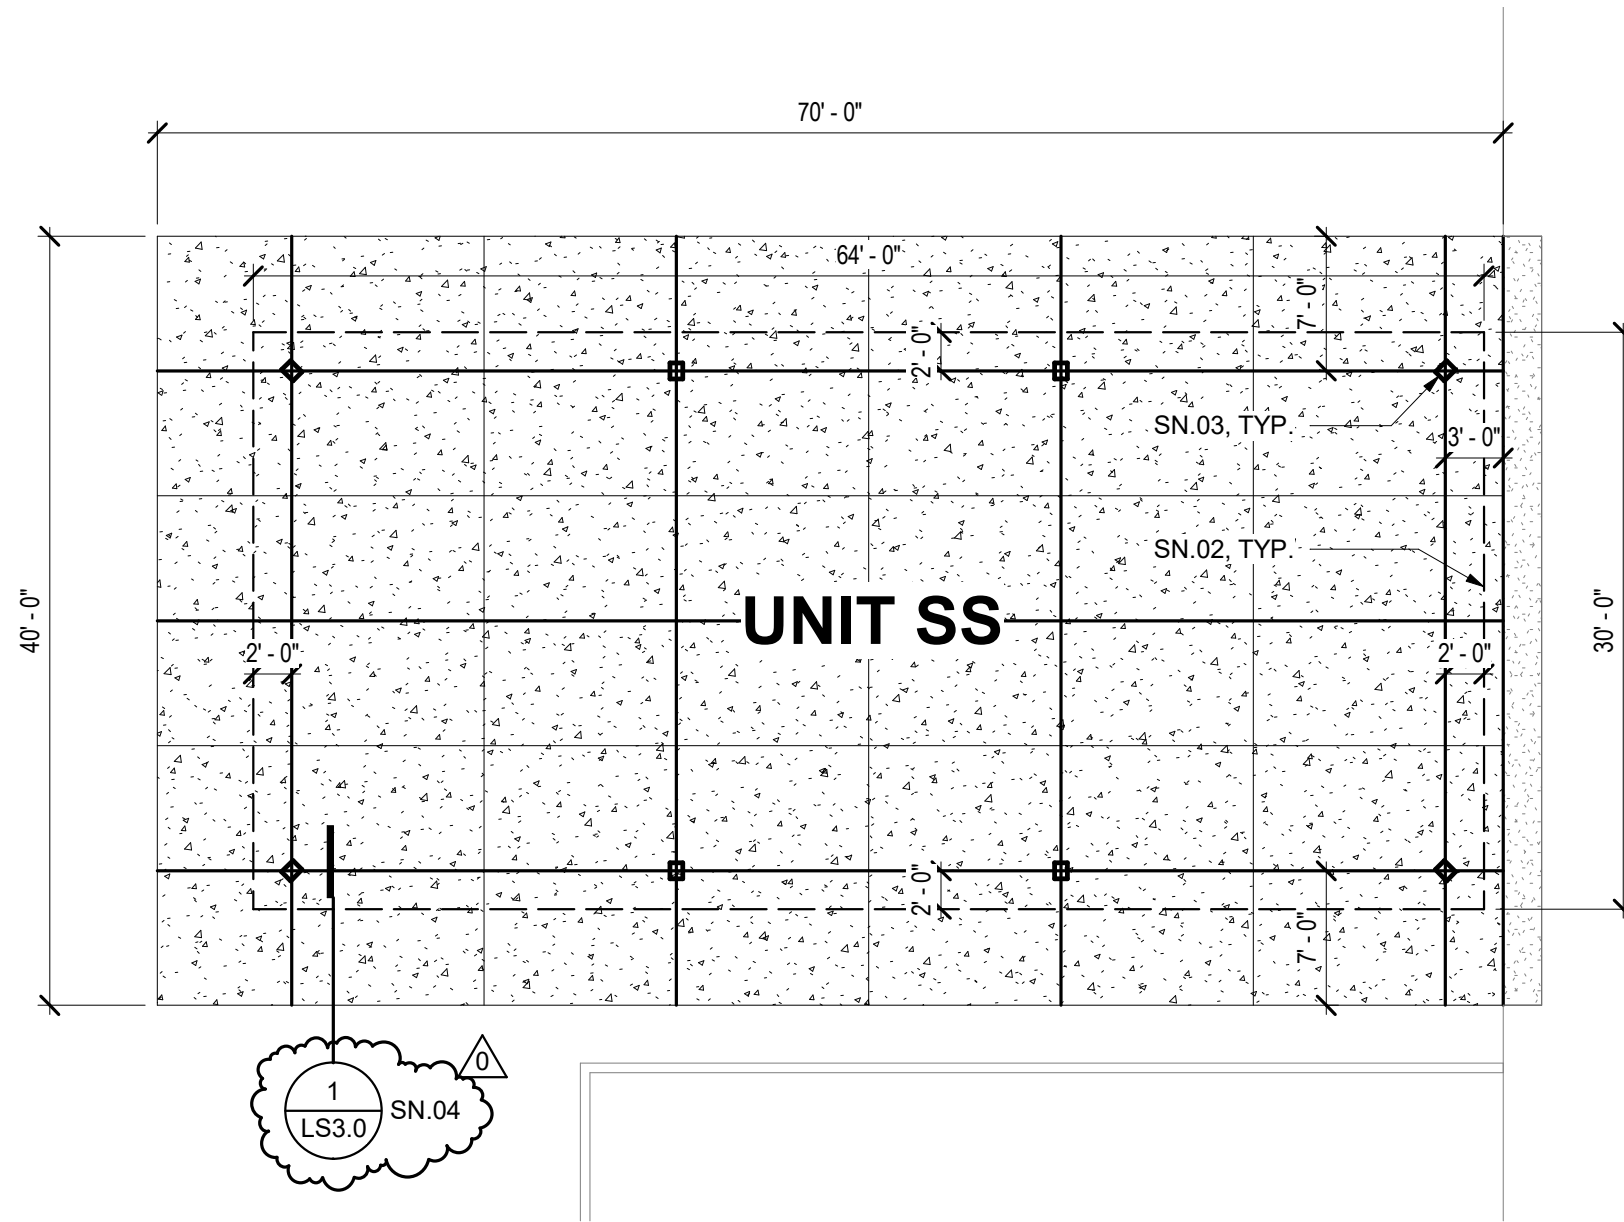 70' - 0"
64' - 0"
7' - 0"
2' - 0"
SN.03, TYP.
3' - 0"
SN.02, TYP.
40' - 0"
UNIT SS
30' - 0"
2' - 0"
2' - 0"
2' - 0"
7' - 0"
0
1
SN.04
LS3.0